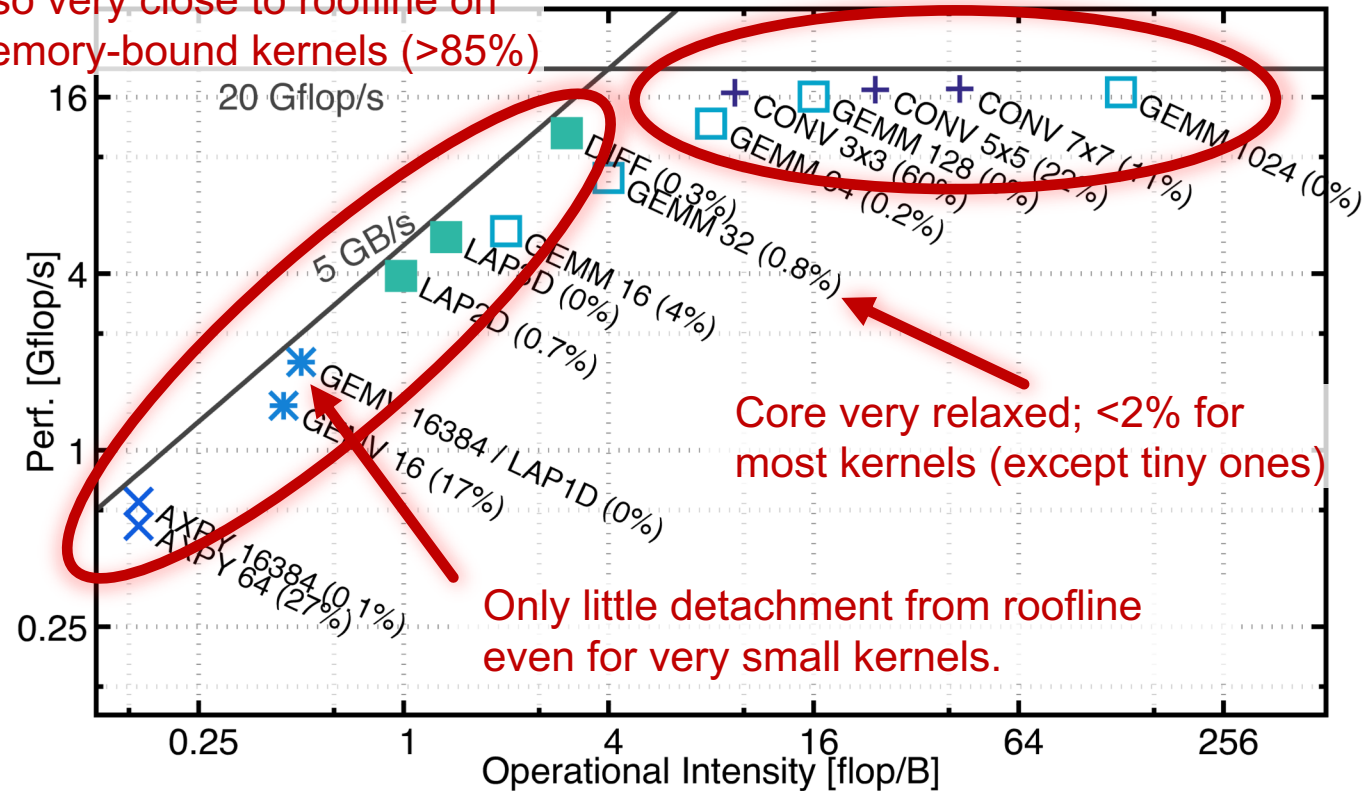 so very close to roofline on
emory-bound kernels (>85%)
20 Gflop/s
5 GB/s
16
4
1
0.25
Perf. [Gflop/s]
CONV 3x3 (60%)
GEMM 64 (0.2%)
GEMM 128 (0%)
CONV 5x5 (22%)
CONV 7x7 (11%)
GEMM 1024 (0%)
DIFF (0.3%)
GEMM 32 (0.8%)
GEMM 16 (4%)
LAP3D (0%)
LAP2D (0.7%)
GEMV 16384 / LAP1D (0%)
GEMV 16 (17%)
AXPY 16384 (0.1%)
AXPY 64 (27%)
Core very relaxed; <2% for
most kernels (except tiny ones)
Only little detachment from roofline
even for very small kernels.
0.25
1
4
16
64
256
Operational Intensity [flop/B]